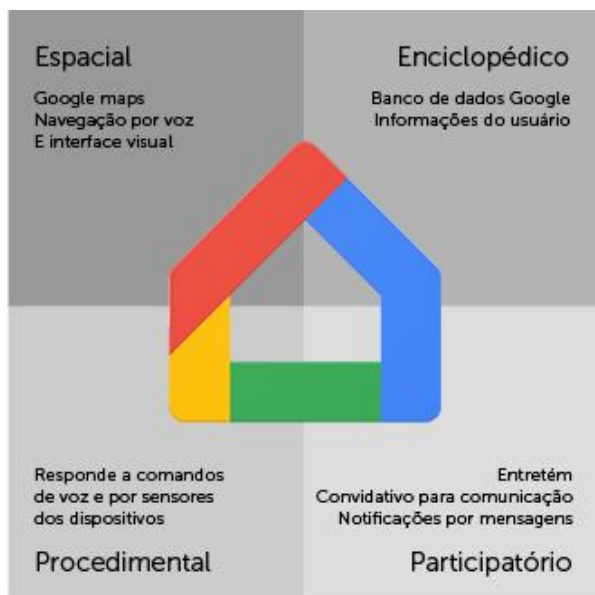 Espacial
Google maps
Navegação por voz
E interface visual
Enciclopédico
Banco de dados Google
Informações do usuário
Responde a comandos
de voz e por sensores
dos dispositivos
Procedimental
Entretém
Convidativo para comunicação
Notificações por mensagens
Participatório